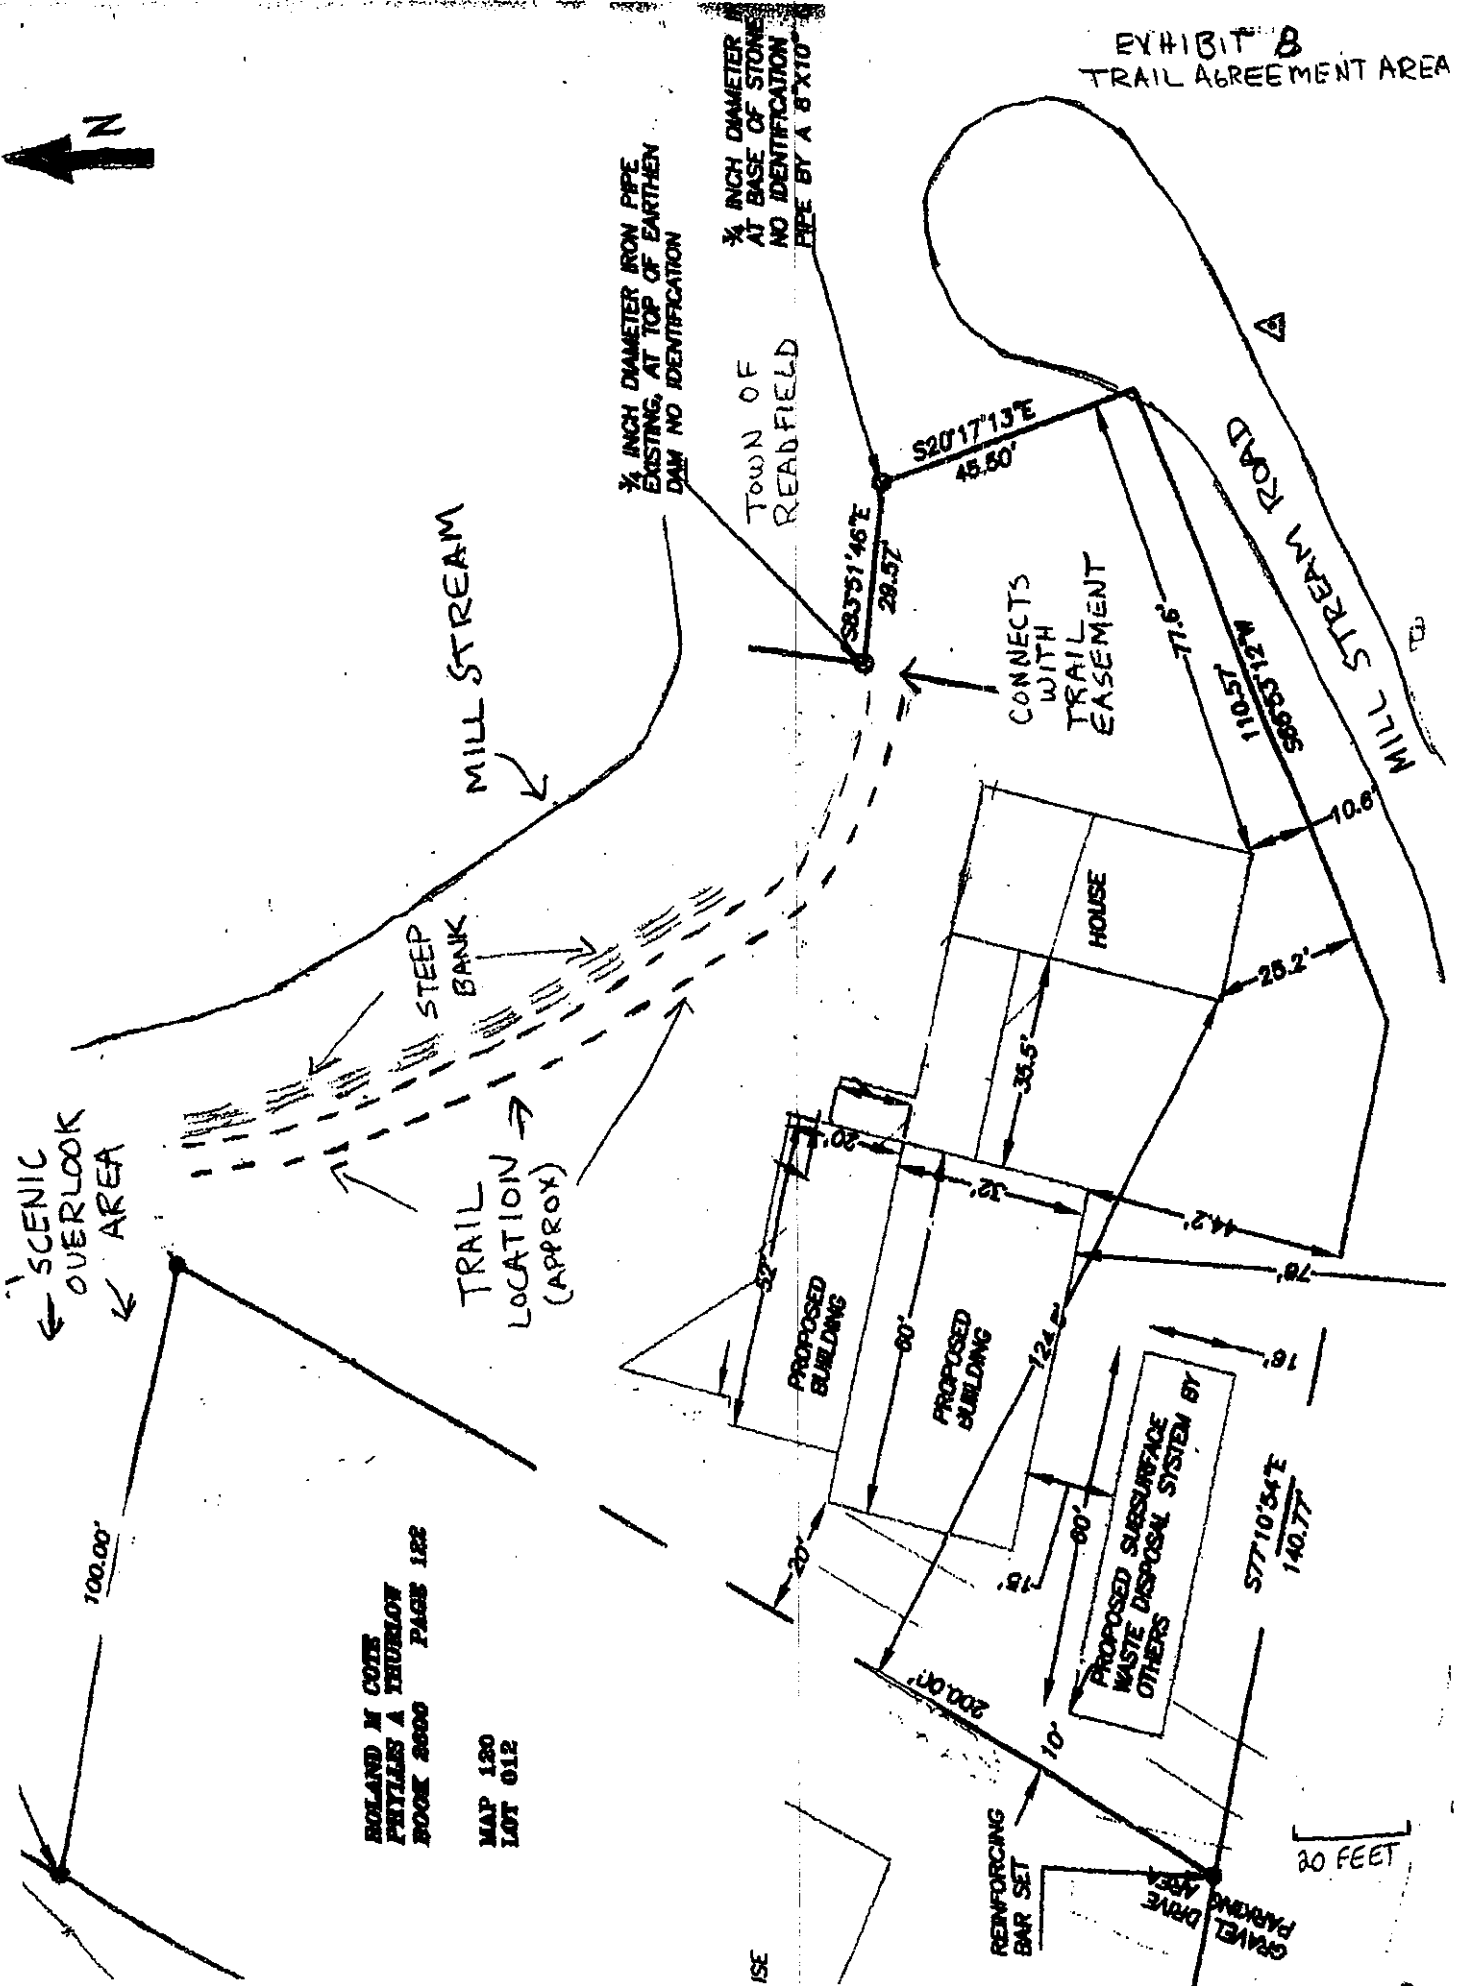 EXHIBIT B
TRAIL AGREEMENT AREA
N
¾ INCH DIAMETER
AT BASE OF STONE
NO IDENTIFICATION
PIPE BY A 8"X10"
¾ INCH DIAMETER IRON PIPE
EXISTING, AT TOP OF EARTHEN
DAM NO IDENTIFICATION
TOWN OF
READFIELD
MILL STREAM
S83°51'46"E
29.57'
S20°17'13"E
45.50'
CONNECTS
WITH
TRAIL
EASEMENT
77.6'
110.57'
MILL STREAM ROAD
10.6'
25.2'
HOUSE
35.5'
STEEP
BANK
SCENIC
OVERLOOK
AREA
TRAIL
LOCATION
(APPROX)
20'
32'
44.2'
78'
52'
PROPOSED
BUILDING
60'
PROPOSED
BUILDING
16'
15'
60'
PROPOSED SUBSURFACE
WASTE DISPOSAL SYSTEM BY
OTHERS
S77°10'54"E
140.77'
20'
200.00'
10'
100.00'
ROLAND M COTE
PHYLLES A THURLOW
BOOK 2600 PAGE 122
MAP 120
LOT 012
REINFORCING
BAR SET
GRAVEL DRIVE
PARKING AREA
20 FEET